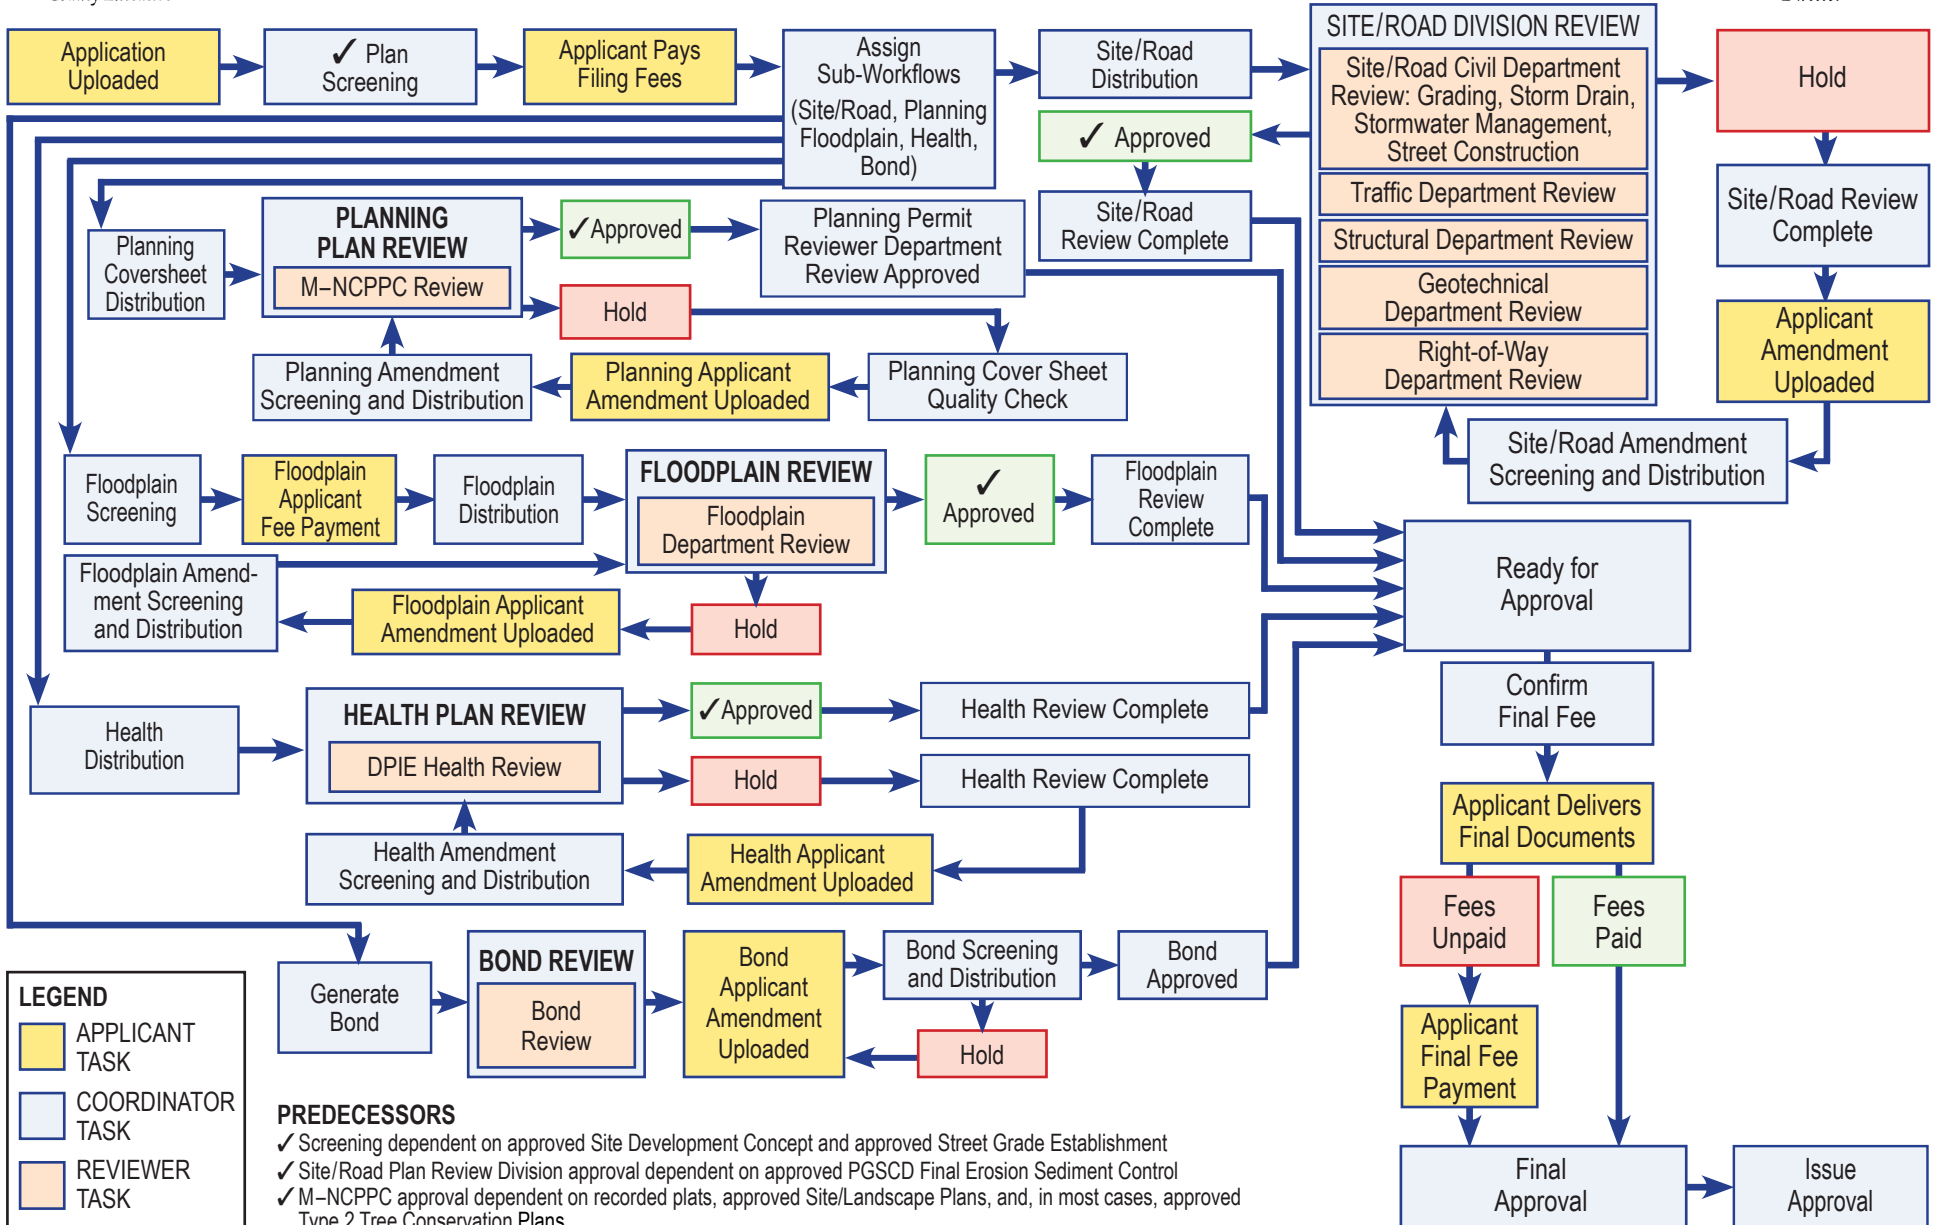 Application
Uploaded
✓ Plan
Screening
Applicant Pays
Filing Fees
Assign
Sub-Workflows
(Site/Road, Planning
Floodplain, Health,
Bond)
Site/Road
Distribution
SITE/ROAD DIVISION REVIEW
Site/Road Civil Department
Review: Grading, Storm Drain,
Stormwater Management,
Street Construction
Traffic Department Review
Structural Department Review
Geotechnical
Department Review
Right-of-Way
Department Review
Hold
✓ Approved
Site/Road
Review Complete
Site/Road Review
Complete
Applicant
Amendment
Uploaded
Site/Road Amendment
Screening and Distribution
Planning
Coversheet
Distribution
PLANNING
PLAN REVIEW
M–NCPPC Review
✓Approved
Planning Permit
Reviewer Department
Review Approved
Hold
Planning Amendment
Screening and Distribution
Planning Applicant
Amendment Uploaded
Planning Cover Sheet
Quality Check
Floodplain
Screening
Floodplain
Applicant
Fee Payment
Floodplain
Distribution
FLOODPLAIN REVIEW
Floodplain
Department Review
✓
Approved
Floodplain
Review
Complete
Floodplain Amend-
ment Screening
and Distribution
Floodplain Applicant
Amendment Uploaded
Hold
Ready for
Approval
Health
Distribution
HEALTH PLAN REVIEW
DPIE Health Review
✓Approved
Health Review Complete
Hold
Health Review Complete
Health Amendment
Screening and Distribution
Health Applicant
Amendment Uploaded
Confirm
Final Fee
Applicant Delivers
Final Documents
Fees
Unpaid
Fees
Paid
Applicant
Final Fee
Payment
Final
Approval
Issue
Approval
Generate
Bond
BOND REVIEW
Bond
Review
Bond
Applicant
Amendment
Uploaded
Bond Screening
and Distribution
Bond
Approved
Hold
LEGEND
APPLICANT
TASK
COORDINATOR
TASK
REVIEWER
TASK
PREDECESSORS
✓ Screening dependent on approved Site Development Concept and approved Street Grade Establishment
✓ Site/Road Plan Review Division approval dependent on approved PGSCD Final Erosion Sediment Control
✓ M–NCPPC approval dependent on recorded plats, approved Site/Landscape Plans, and, in most cases, approved
Type 2 Tree Conservation Plans